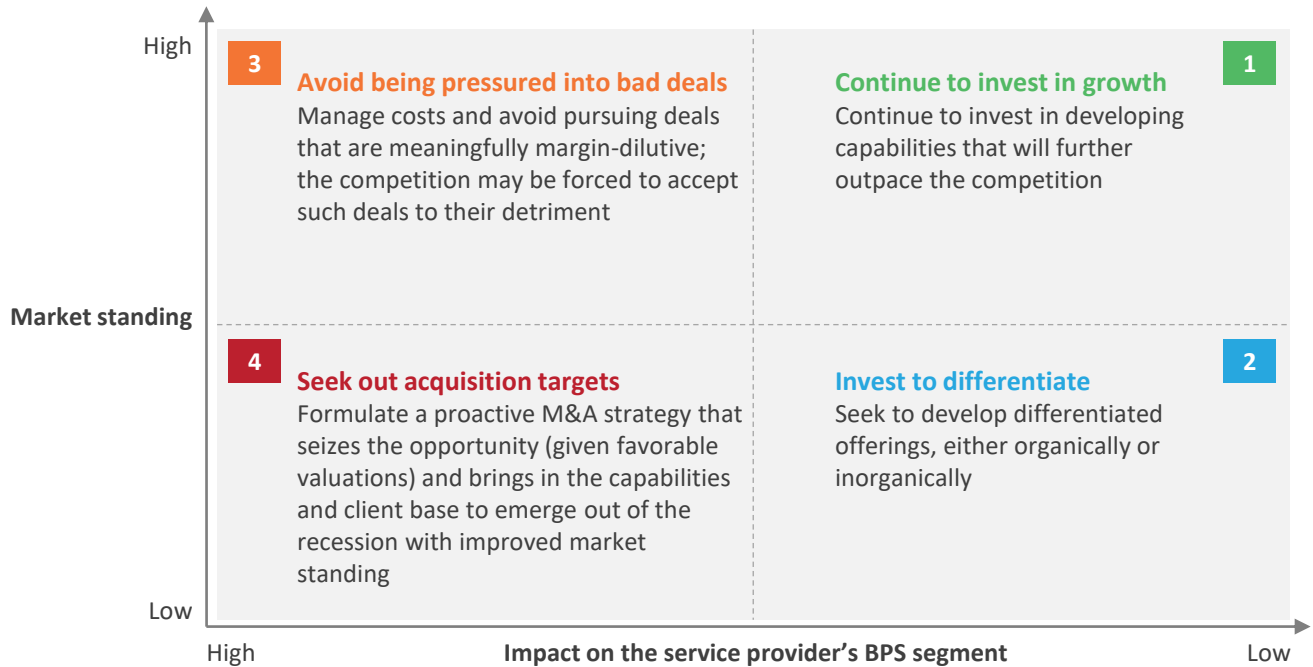 High
3
Avoid being pressured into bad deals
Manage costs and avoid pursuing deals
that are meaningfully margin-dilutive;
the competition may be forced to accept
such deals to their detriment
1
Continue to invest in growth
Continue to invest in developing
capabilities that will further
outpace the competition
Market standing
4
Seek out acquisition targets
Formulate a proactive M&A strategy that
seizes the opportunity (given favorable
valuations) and brings in the capabilities
and client base to emerge out of the
recession with improved market
standing
2
Invest to differentiate
Seek to develop differentiated
offerings, either organically or
inorganically
Low
High
Impact on the service provider’s BPS segment
Low